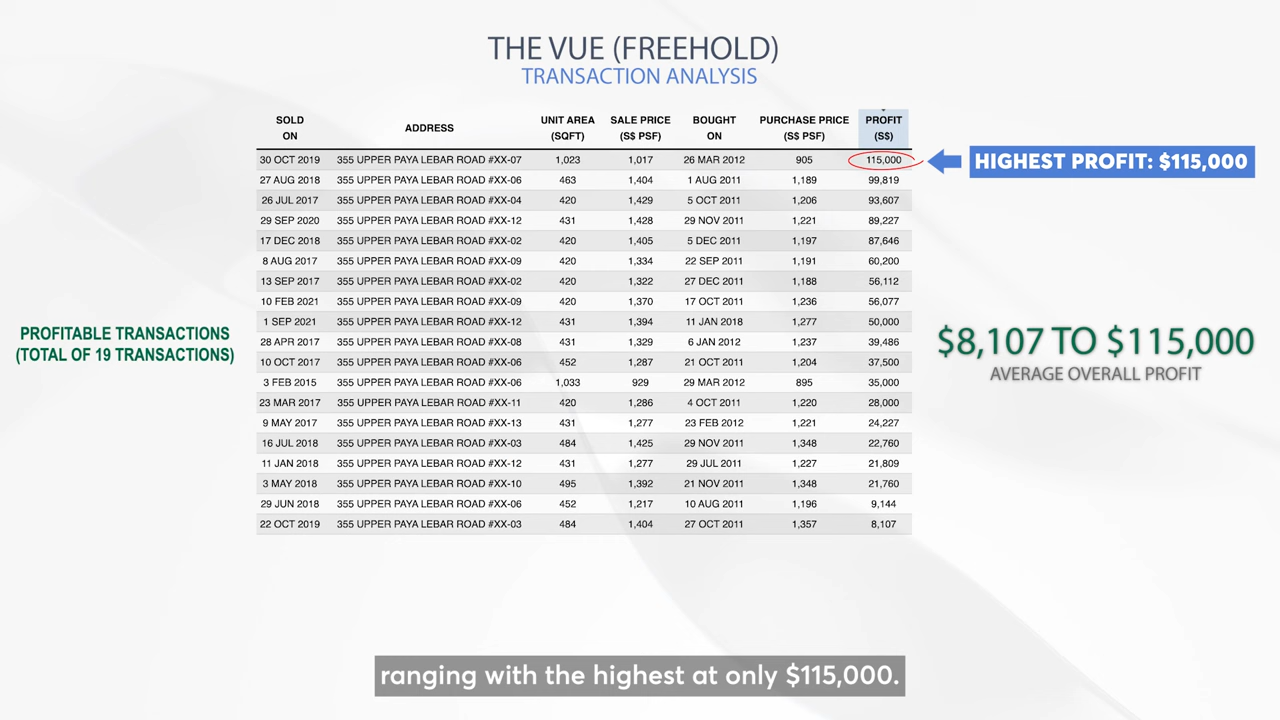 THE VUE (FREEHOLD)
TRANSACTION ANALYSIS
SOLD ON ADDRESS UNIT AREA (SQFT) SALE PRICE (S$ PSF) BOUGHT ON PURCHASE PRICE (S$ PSF) PROFIT (S$)
30 OCT 2019 355 UPPER PAYA LEBAR ROAD #XX-07 1,023 1,017 26 MAR 2012 905 115,000
27 AUG 2018 355 UPPER PAYA LEBAR ROAD #XX-06 463 1,404 1 AUG 2011 1,189 99,819
26 JUL 2017 355 UPPER PAYA LEBAR ROAD #XX-04 420 1,429 5 OCT 2011 1,206 93,607
29 SEP 2020 355 UPPER PAYA LEBAR ROAD #XX-12 431 1,428 29 NOV 2011 1,221 89,227
17 DEC 2018 355 UPPER PAYA LEBAR ROAD #XX-02 420 1,405 5 DEC 2011 1,197 87,646
8 AUG 2017 355 UPPER PAYA LEBAR ROAD #XX-09 420 1,334 22 SEP 2011 1,191 60,200
13 SEP 2017 355 UPPER PAYA LEBAR ROAD #XX-02 420 1,322 27 DEC 2011 1,188 56,112
10 FEB 2021 355 UPPER PAYA LEBAR ROAD #XX-09 420 1,370 17 OCT 2011 1,236 56,077
1 SEP 2021 355 UPPER PAYA LEBAR ROAD #XX-12 431 1,394 11 JAN 2018 1,277 50,000
28 APR 2017 355 UPPER PAYA LEBAR ROAD #XX-08 431 1,329 6 JAN 2012 1,237 39,486
10 OCT 2017 355 UPPER PAYA LEBAR ROAD #XX-06 452 1,287 21 OCT 2011 1,204 37,500
3 FEB 2015 355 UPPER PAYA LEBAR ROAD #XX-06 1,033 929 29 MAR 2012 895 35,000
23 MAR 2017 355 UPPER PAYA LEBAR ROAD #XX-11 420 1,286 4 OCT 2011 1,220 28,000
9 MAY 2017 355 UPPER PAYA LEBAR ROAD #XX-13 431 1,277 23 FEB 2012 1,221 24,227
16 JUL 2018 355 UPPER PAYA LEBAR ROAD #XX-03 484 1,425 29 NOV 2011 1,348 22,760
11 JAN 2018 355 UPPER PAYA LEBAR ROAD #XX-12 431 1,277 29 JUL 2011 1,227 21,809
3 MAY 2018 355 UPPER PAYA LEBAR ROAD #XX-10 495 1,392 21 NOV 2011 1,348 21,760
29 JUN 2018 355 UPPER PAYA LEBAR ROAD #XX-06 452 1,217 10 AUG 2011 1,196 9,144
22 OCT 2019 355 UPPER PAYA LEBAR ROAD #XX-03 484 1,404 27 OCT 2011 1,357 8,107
HIGHEST PROFIT: $115,000
PROFITABLE TRANSACTIONS
(TOTAL OF 19 TRANSACTIONS)
$8,107 TO $115,000
AVERAGE OVERALL PROFIT
ranging with the highest at only $115,000.